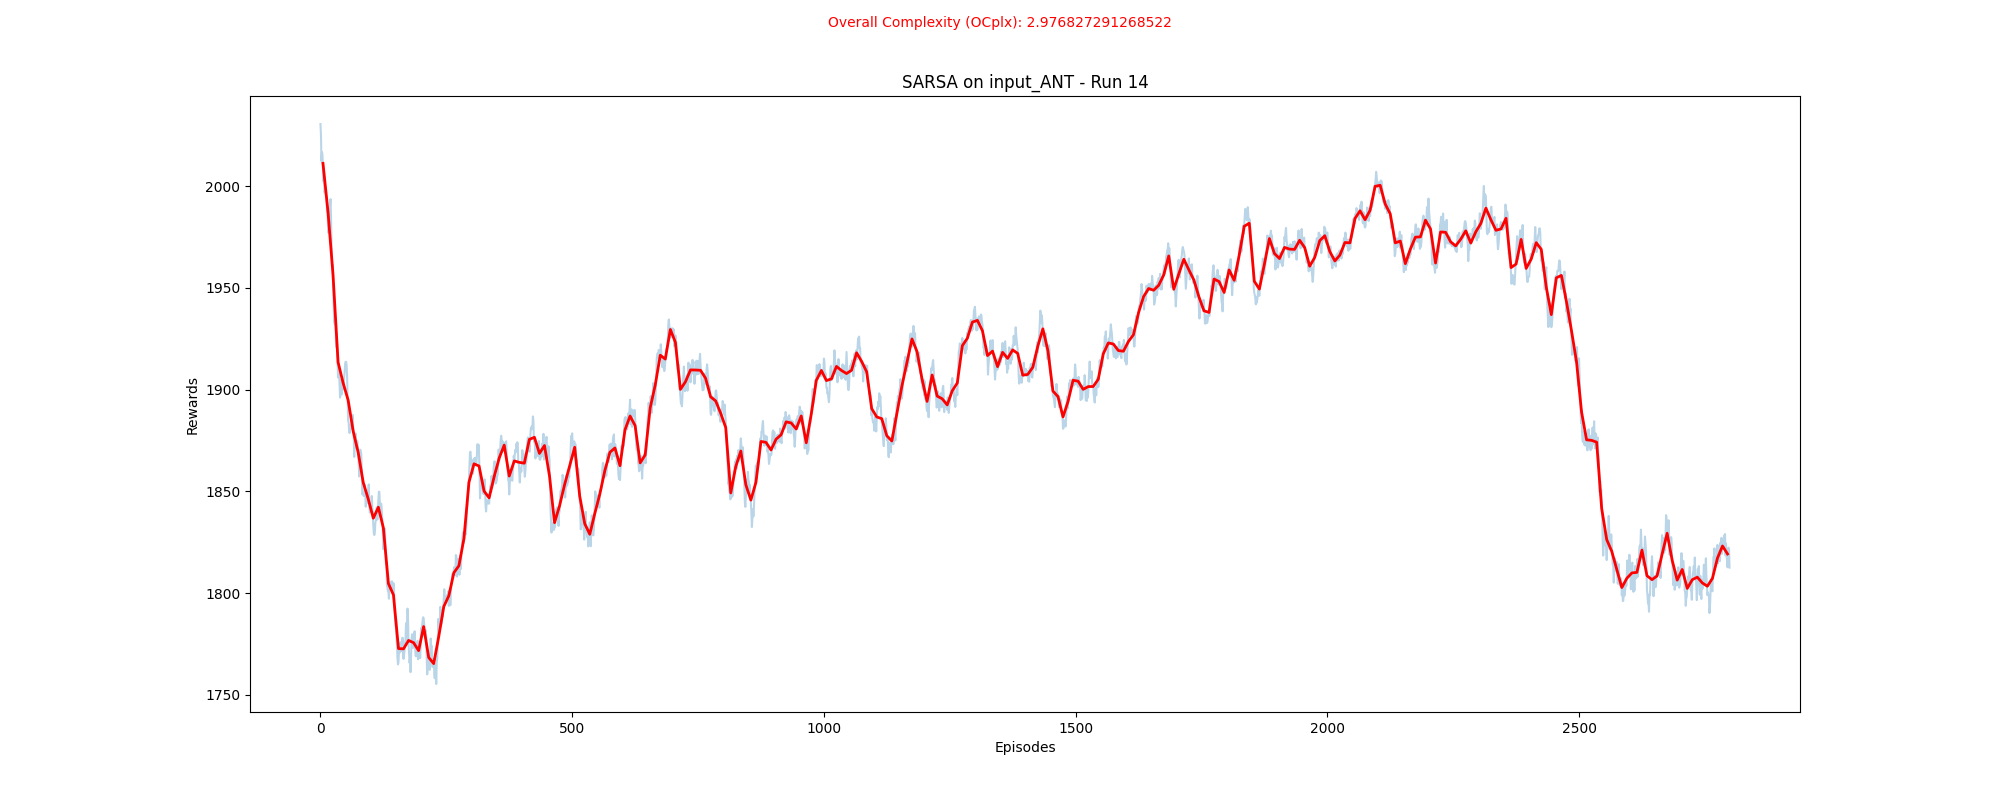 Overall Complexity (OCplx): 2.976827291268522
SARSA on input_ANT - Run 14
2000
1950
1900
1850
1800
1750
Rewards
0 500 1000 1500 2000 2500
Episodes